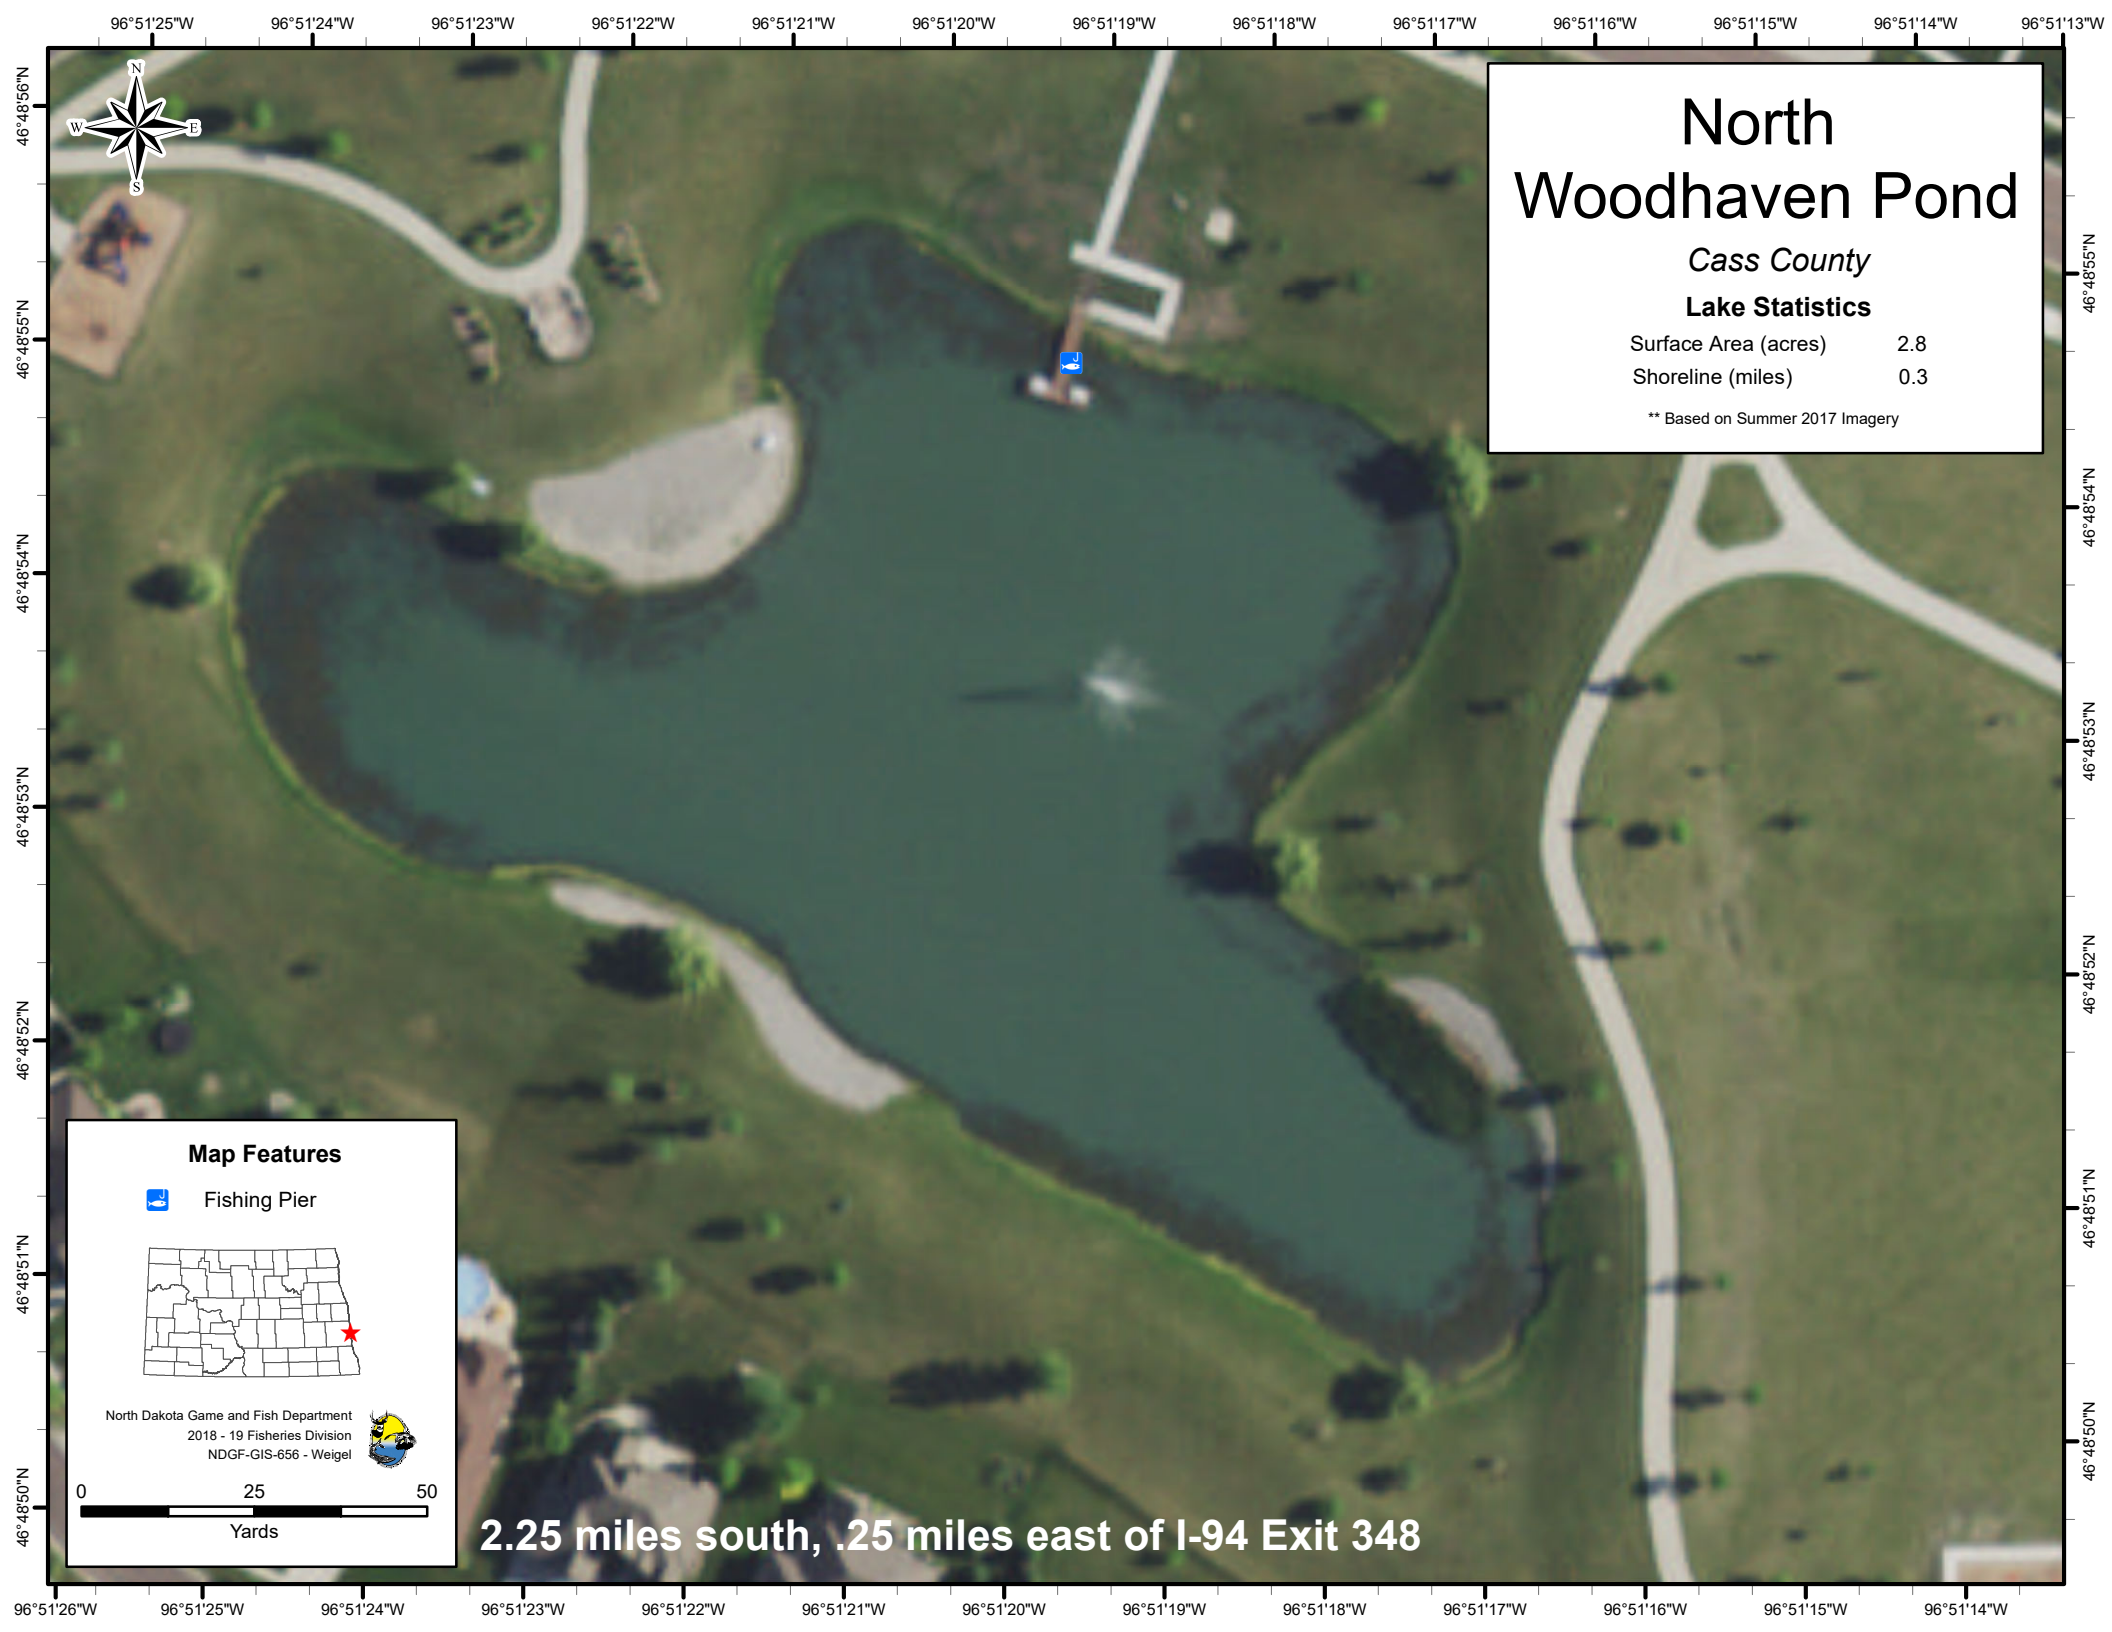 96°51'25"W 96°51'24"W 96°51'23"W 96°51'22"W 96°51'21"W 96°51'20"W 96°51'19"W 96°51'18"W 96°51'17"W 96°51'16"W 96°51'15"W 96°51'14"W 96°51'13"W
46°48'56"N
46°48'55"N
46°48'54"N
46°48'53"N
46°48'52"N
46°48'51"N
46°48'50"N
N
W E
S
North
Woodhaven Pond
Cass County
Lake Statistics
Surface Area (acres) 2.8
Shoreline (miles) 0.3
** Based on Summer 2017 Imagery
46°48'55"N
46°48'54"N
46°48'53"N
46°48'52"N
46°48'51"N
46°48'50"N
Map Features
Fishing Pier
North Dakota Game and Fish Department
2018 - 19 Fisheries Division
NDGF-GIS-656 - Weigel
0 25 50
Yards
2.25 miles south, .25 miles east of I-94 Exit 348
96°51'26"W 96°51'25"W 96°51'24"W 96°51'23"W 96°51'22"W 96°51'21"W 96°51'20"W 96°51'19"W 96°51'18"W 96°51'17"W 96°51'16"W 96°51'15"W 96°51'14"W